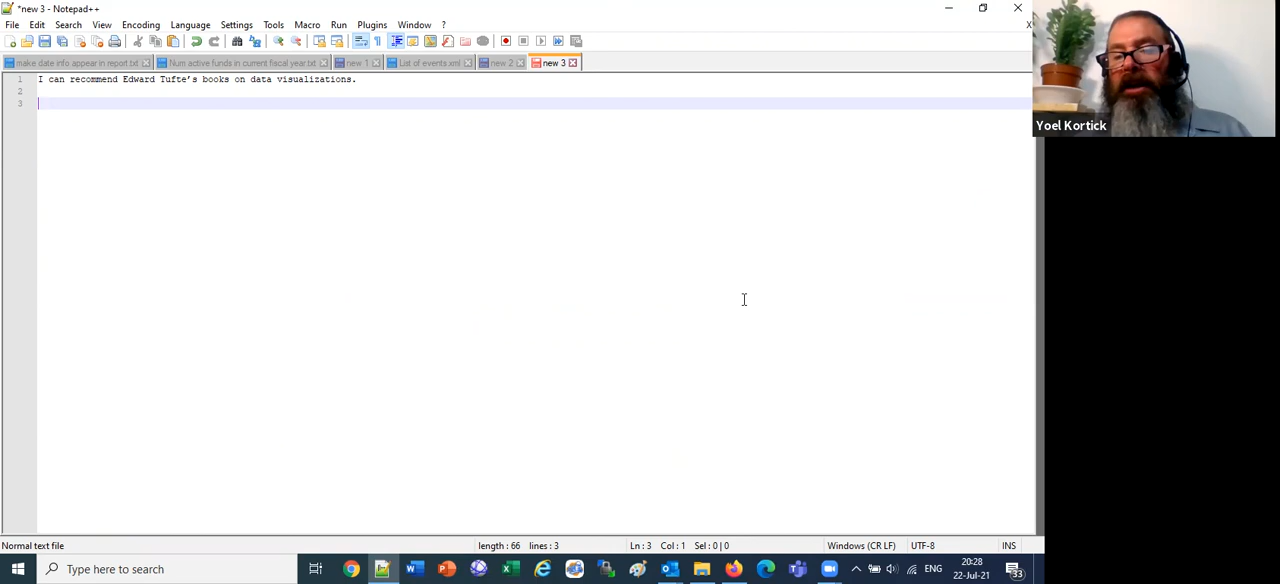 *new 3 - Notepad++
File Edit Search View Encoding Language Settings Tools Macro Run Plugins Window ?
X
make date info appear in report.txt Num active funds in current fiscal year.txt new 1 List of events.xml new 2 new 3
1 I can recommend Edward Tufte's books on data visualizations.
2
3
Yoel Kortick
Normal text file length : 66 lines : 3 Ln : 3 Col : 1 Sel : 0 | 0 Windows (CR LF) UTF-8 INS
Type here to search ENG 20:28
22-Jul-21 33